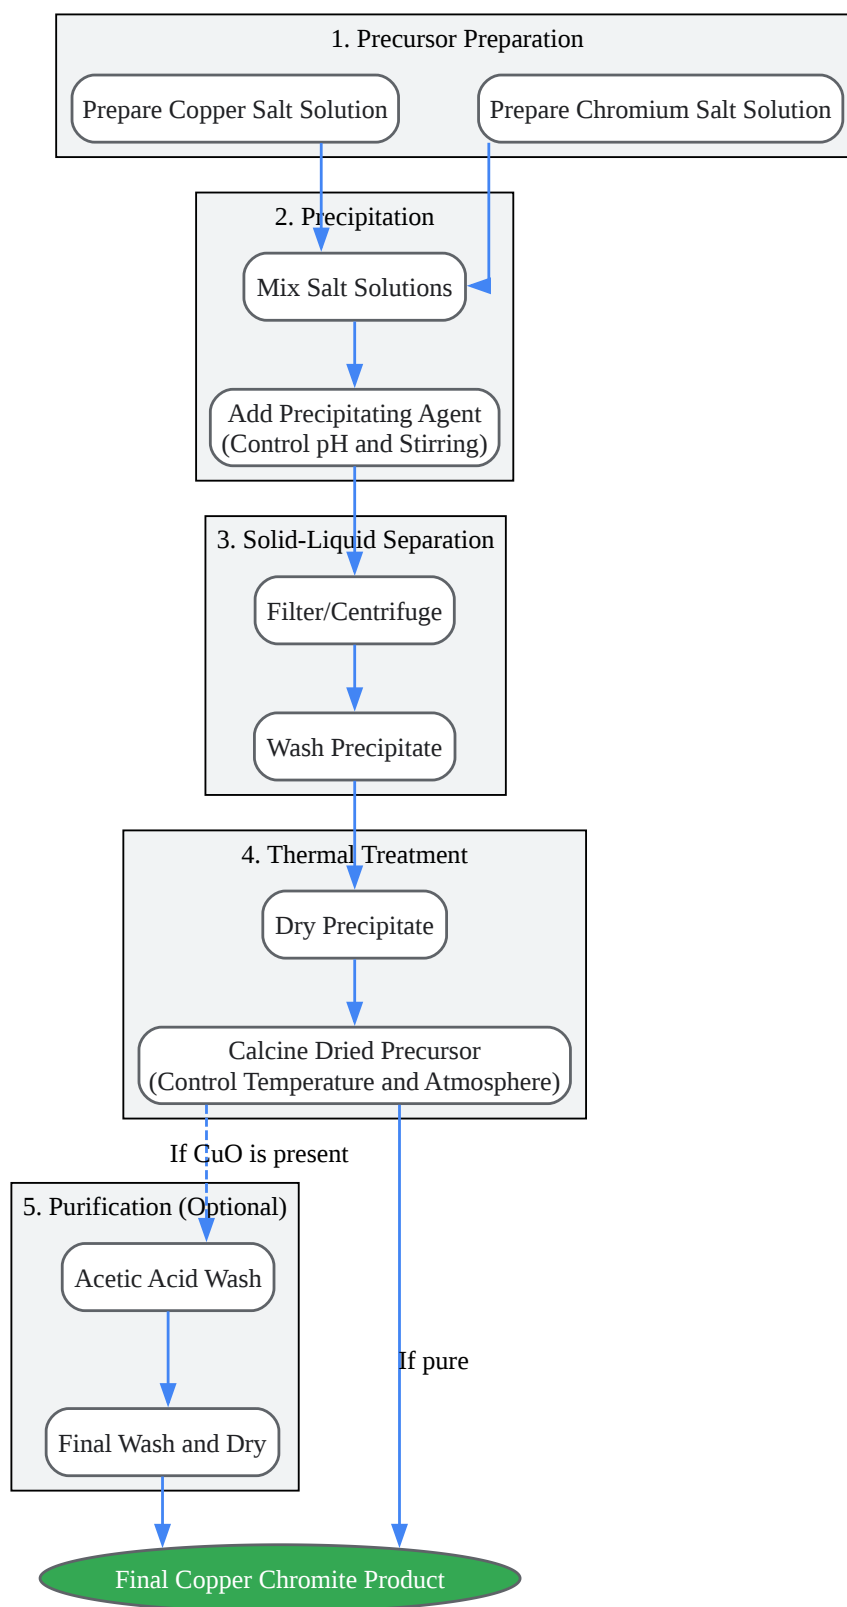 1. Precursor Preparation
Prepare Copper Salt Solution
Prepare Chromium Salt Solution
2. Precipitation
Mix Salt Solutions
Add Precipitating Agent
(Control pH and Stirring)
3. Solid-Liquid Separation
Filter/Centrifuge
Wash Precipitate
4. Thermal Treatment
Dry Precipitate
Calcine Dried Precursor
(Control Temperature and Atmosphere)
If CuO is present
5. Purification (Optional)
Acetic Acid Wash
If pure
Final Wash and Dry
Final Copper Chromite Product